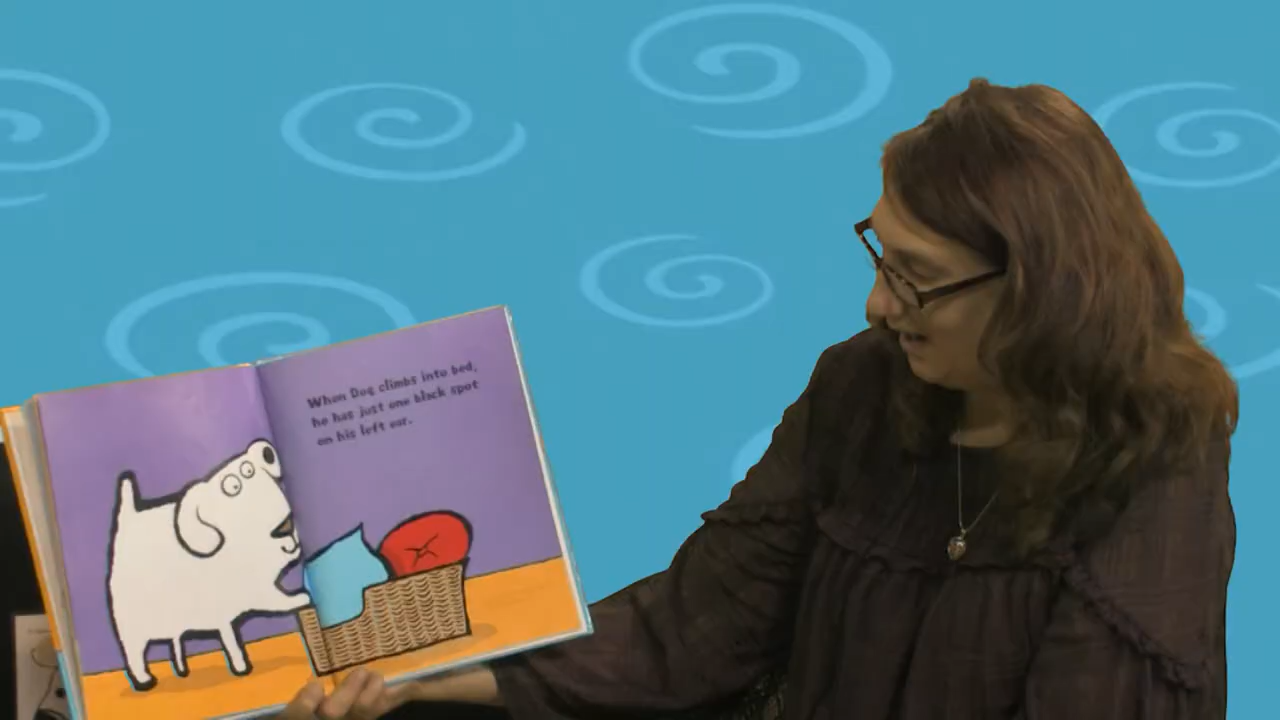 When Dog climbs into bed,
he has just one black spot
on his left ear.